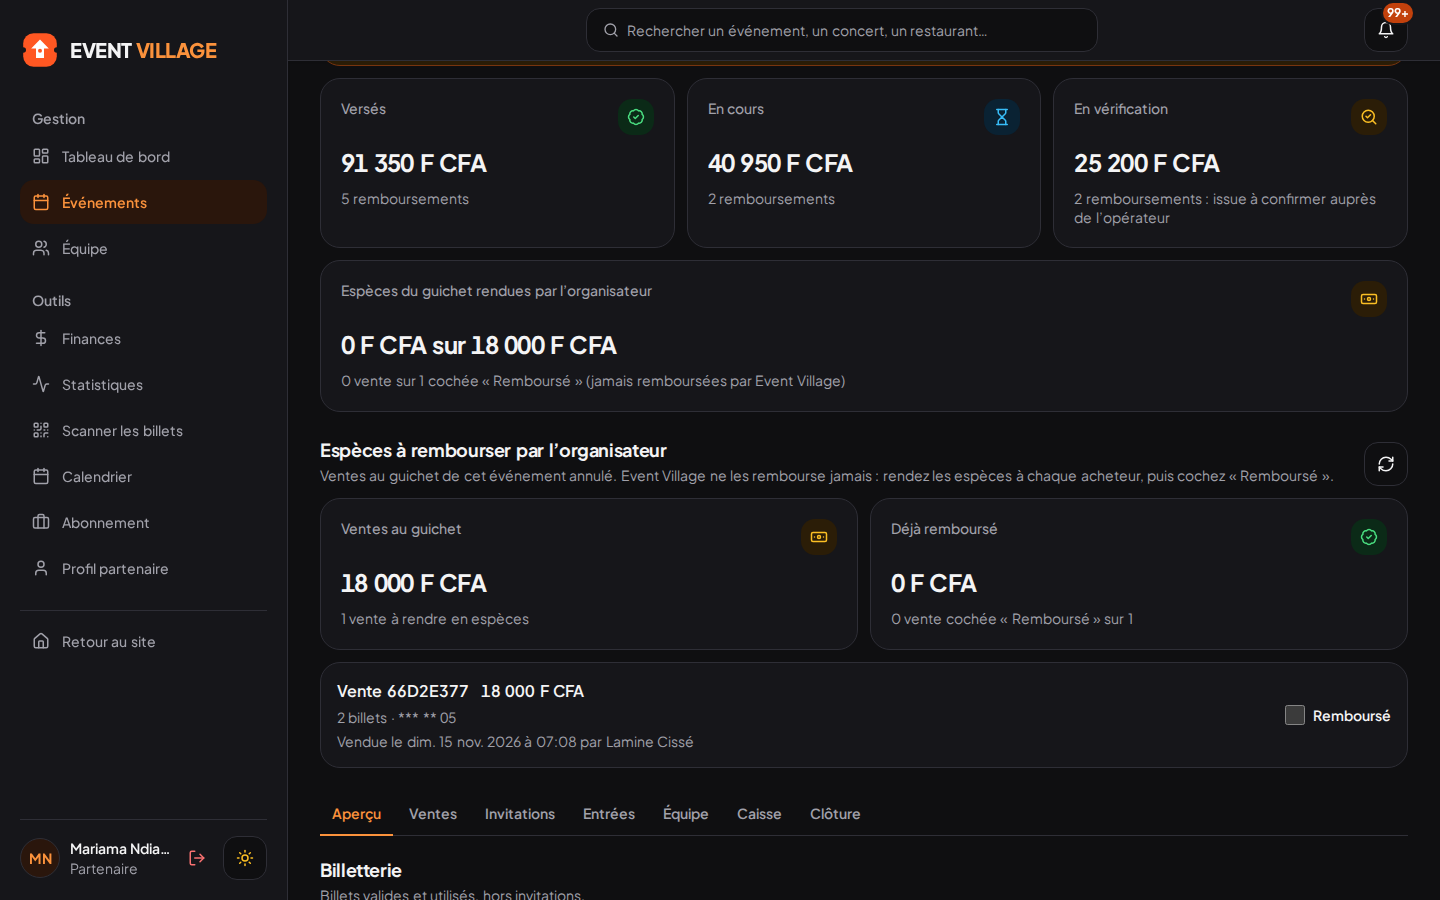 EVENT VILLAGE
Rechercher un événement, un concert, un restaurant…
99+
Gestion
Tableau de bord
Événements
Équipe
Outils
Finances
Statistiques
Scanner les billets
Calendrier
Abonnement
Profil partenaire
Retour au site
MN
Mariama Ndia…
Partenaire
Versés
91 350 F CFA
5 remboursements
En cours
40 950 F CFA
2 remboursements
En vérification
25 200 F CFA
2 remboursements : issue à confirmer auprès
de l’opérateur
Espèces du guichet rendues par l’organisateur
0 F CFA sur 18 000 F CFA
0 vente sur 1 cochée « Remboursé » (jamais remboursées par Event Village)
Espèces à rembourser par l’organisateur
Ventes au guichet de cet événement annulé. Event Village ne les rembourse jamais : rendez les espèces à chaque acheteur, puis cochez « Remboursé ».
Ventes au guichet
18 000 F CFA
1 vente à rendre en espèces
Déjà remboursé
0 F CFA
0 vente cochée « Remboursé » sur 1
Vente 66D2E377 18 000 F CFA
2 billets · *** ** 05
Vendue le dim. 15 nov. 2026 à 07:08 par Lamine Cissé
Remboursé
Aperçu Ventes Invitations Entrées Équipe Caisse Clôture
Billetterie
Billets valides et utilisés, hors invitations.